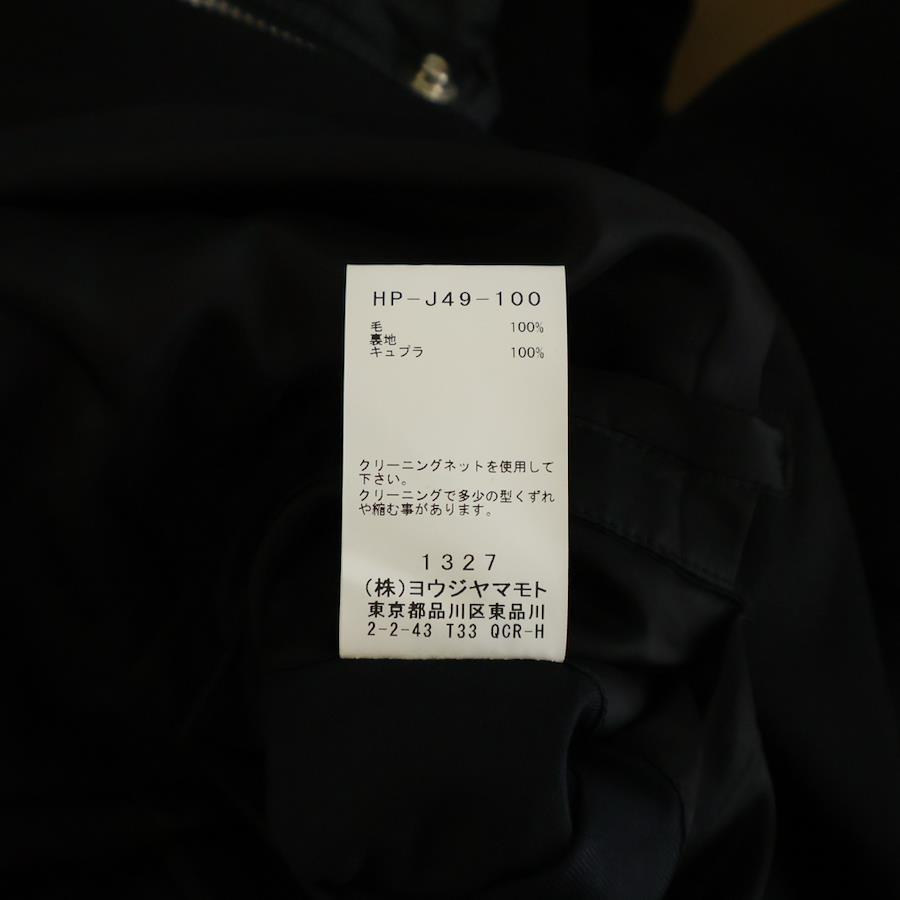 HP-J49-100
毛 100%
裏地
キュプラ 100%
クリーニングネットを使用して
下さい。
クリーニングで多少の型くずれ
や縮む事があります。
1327
(株)ヨウジヤマモト
東京都品川区東品川
2-2-43 T33 QCR-H